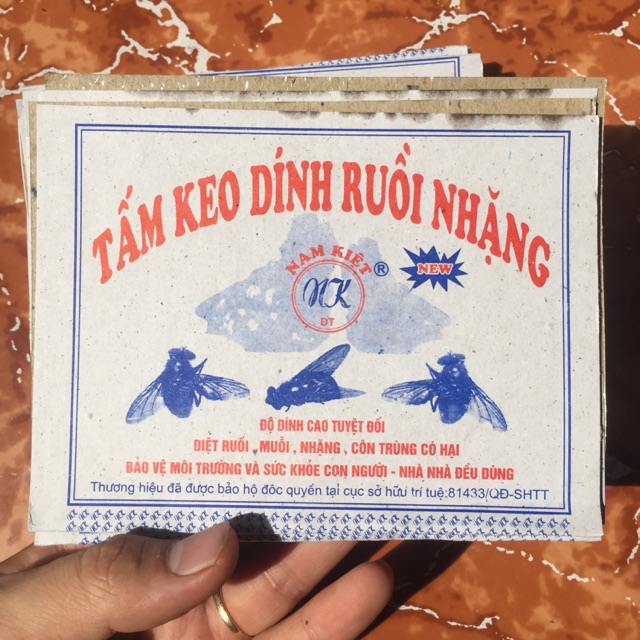 TẤM KEO DÍNH RUỒI NHẶNG
NAM KIỆT
®
NEW
NK
ĐT
ĐỘ DÍNH CAO TUYỆT ĐỐI
DIỆT RUỒI , MUỖI , NHẶNG , CÔN TRÙNG CÓ HẠI
BẢO VỆ MÔI TRƯỜNG VÀ SỨC KHỎE CON NGƯỜI - NHÀ NHÀ ĐỀU DÙNG
Thương hiệu đã được bảo hộ đôc quyền tại cục sở hữu trí tuệ:81433/QĐ-SHTT